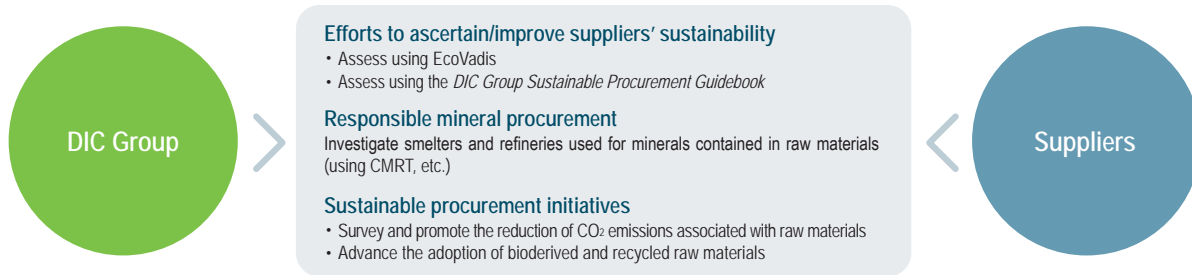 DIC Group
Efforts to ascertain/improve suppliers' sustainability
• Assess using EcoVadis
• Assess using the DIC Group Sustainable Procurement Guidebook
Responsible mineral procurement
Investigate smelters and refineries used for minerals contained in raw materials
(using CMRT, etc.)
Sustainable procurement initiatives
• Survey and promote the reduction of CO₂ emissions associated with raw materials
• Advance the adoption of bioderived and recycled raw materials
Suppliers